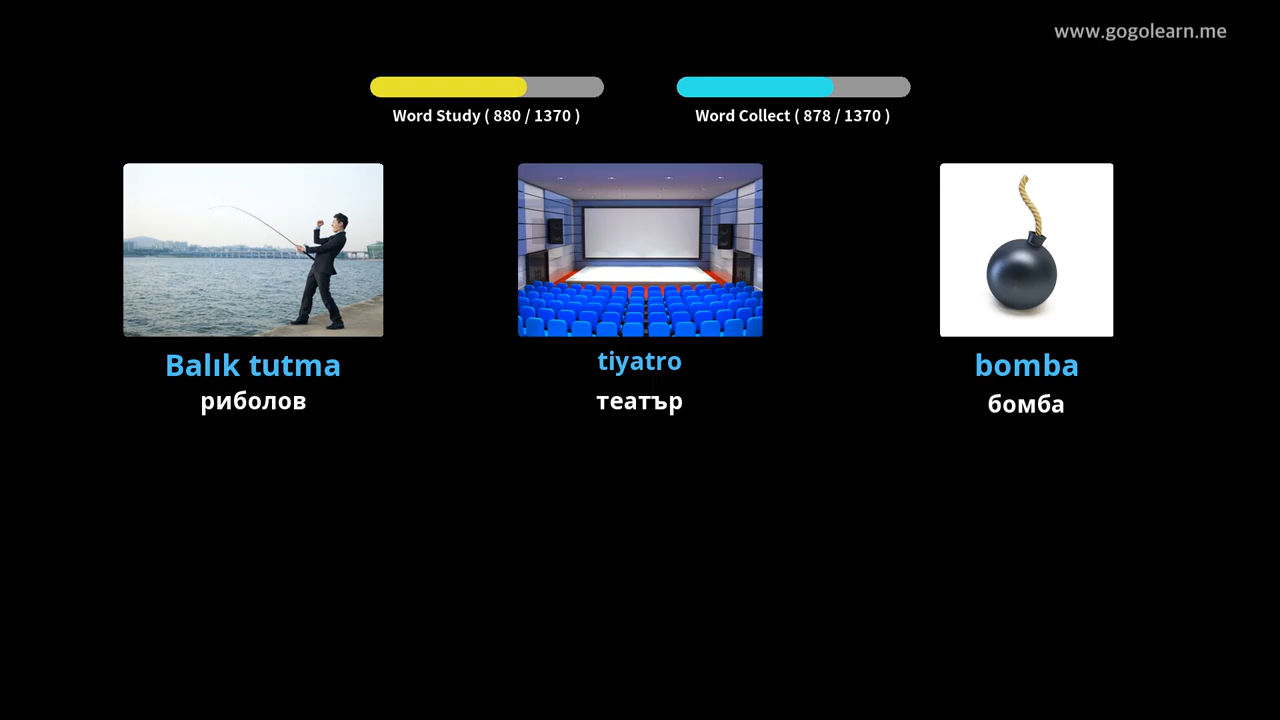 www.gogolearn.me
Word Study ( 880 / 1370 )
Word Collect ( 878 / 1370 )
Balık tutma
риболов
tiyatro
театър
bomba
бомба